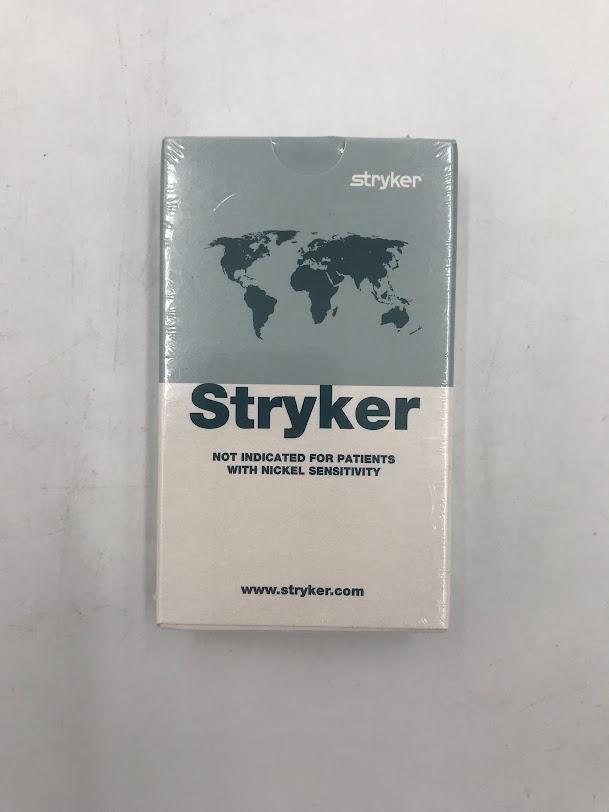 stryker
Stryker
NOT INDICATED FOR PATIENTS
WITH NICKEL SENSITIVITY
www.stryker.com